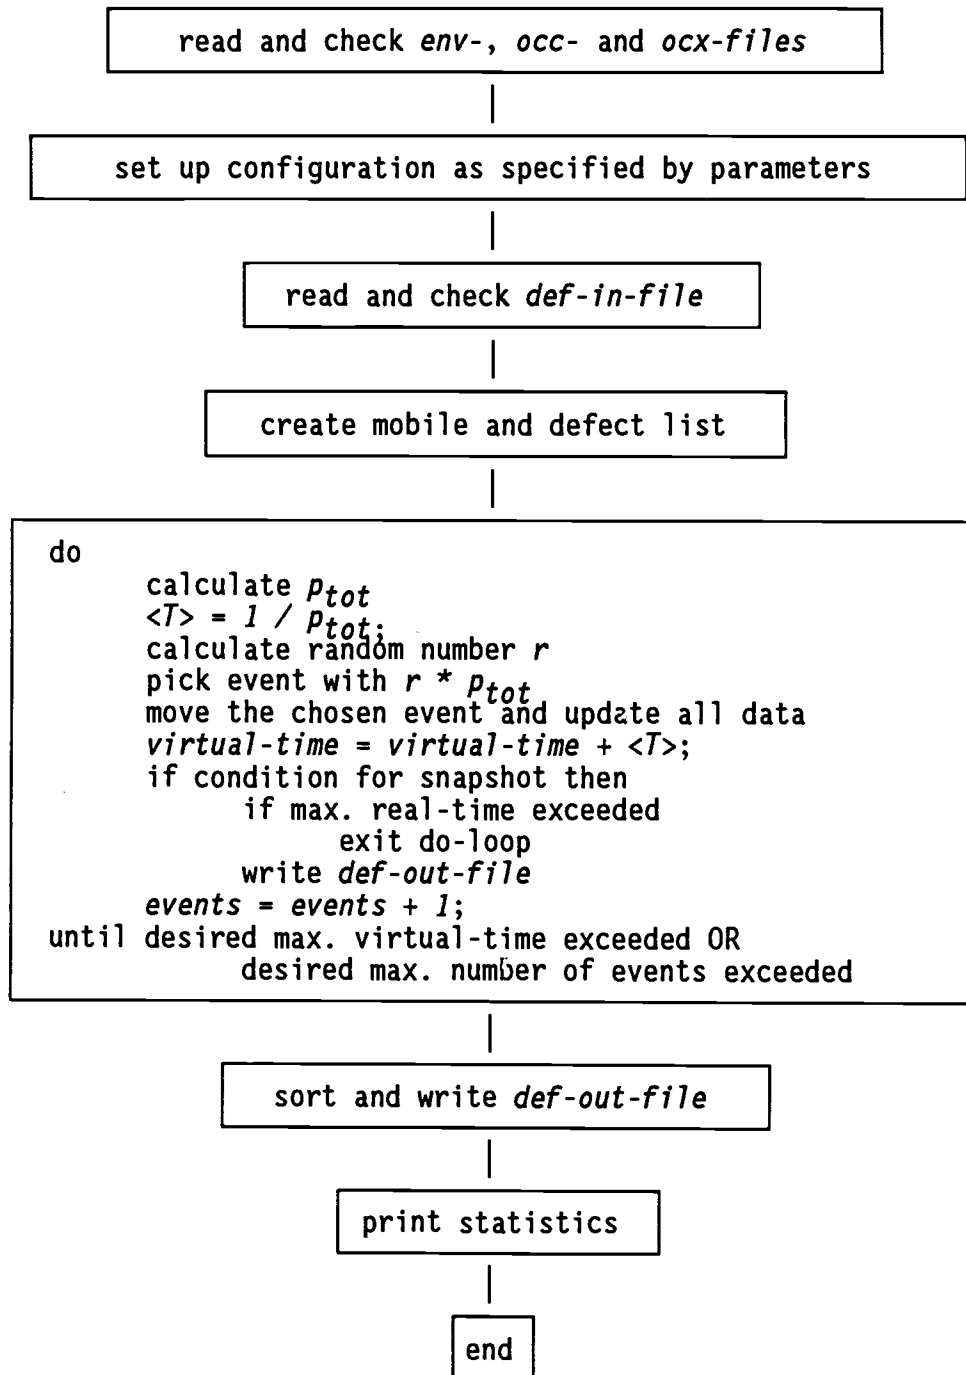 read and check env-, occ- and ocx-files
set up configuration as specified by parameters
read and check def-in-file
create mobile and defect list
do
calculate ptot
<T> = 1 / ptot;
calculate random number r
pick event with r * ptot
move the chosen event and update all data
virtual-time = virtual-time + <T>;
if condition for snapshot then
if max. real-time exceeded
exit do-loop
write def-out-file
events = events + 1;
until desired max. virtual-time exceeded OR
desired max. number of events exceeded
sort and write def-out-file
print statistics
end